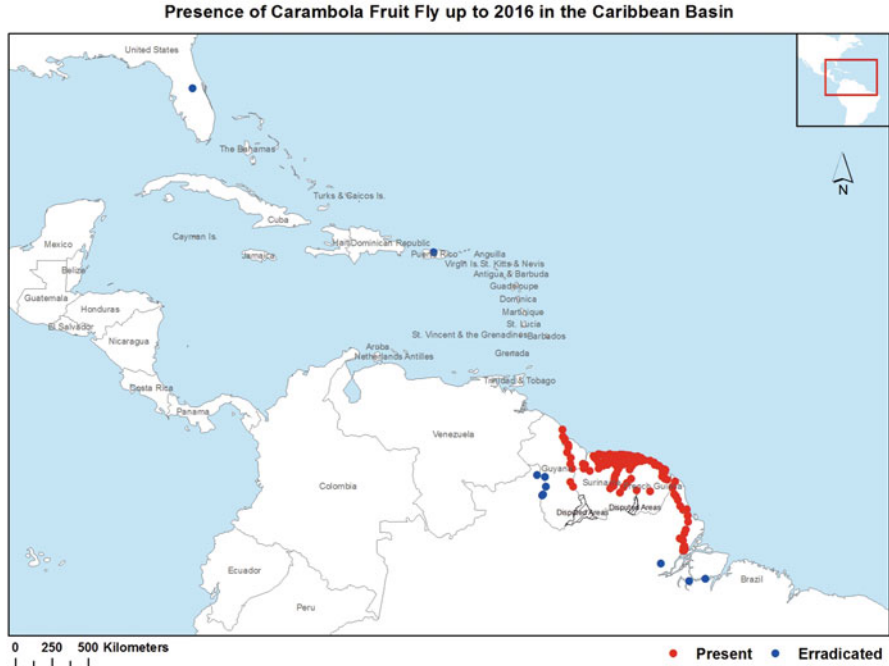 Presence of Carambola Fruit Fly up to 2016 in the Caribbean Basin
United States
The Bahamas
Turks & Caicos Is.
Cuba
Cayman Is.
Mexico
Haiti
Dominican Republic
Jamaica
Puerto Rico
Anguilla
Belize
Virgin Is.
St. Kitts & Nevis
Antigua & Barbuda
Guatemala
Guadeloupe
Honduras
Dominica
Martinique
El Salvador
St. Lucia
St. Vincent & the Grenadines
Barbados
Nicaragua
Aroba
Grenada
Netherlands Antilles
Trinidad & Tobago
Costa Rica
Panama
Venezuela
Guyana
Colombia
Suriname
French Guiana
Disputed Areas
Disputed Areas
Ecuador
Brazil
Peru
N
0 250 500 Kilometers
Present
Erradicated